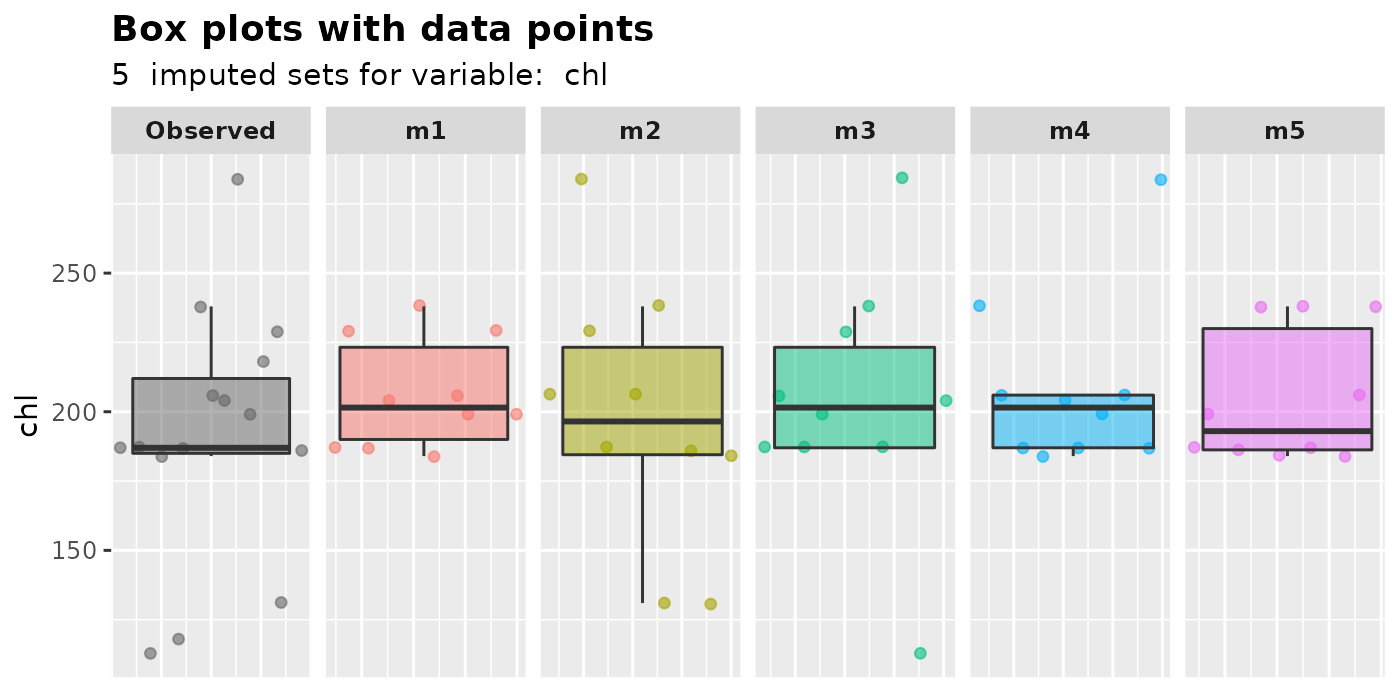 Box plots with data points
5  imputed sets for variable:  chl
Observed
m1
m2
m3
m4
m5
chl
250
200
150